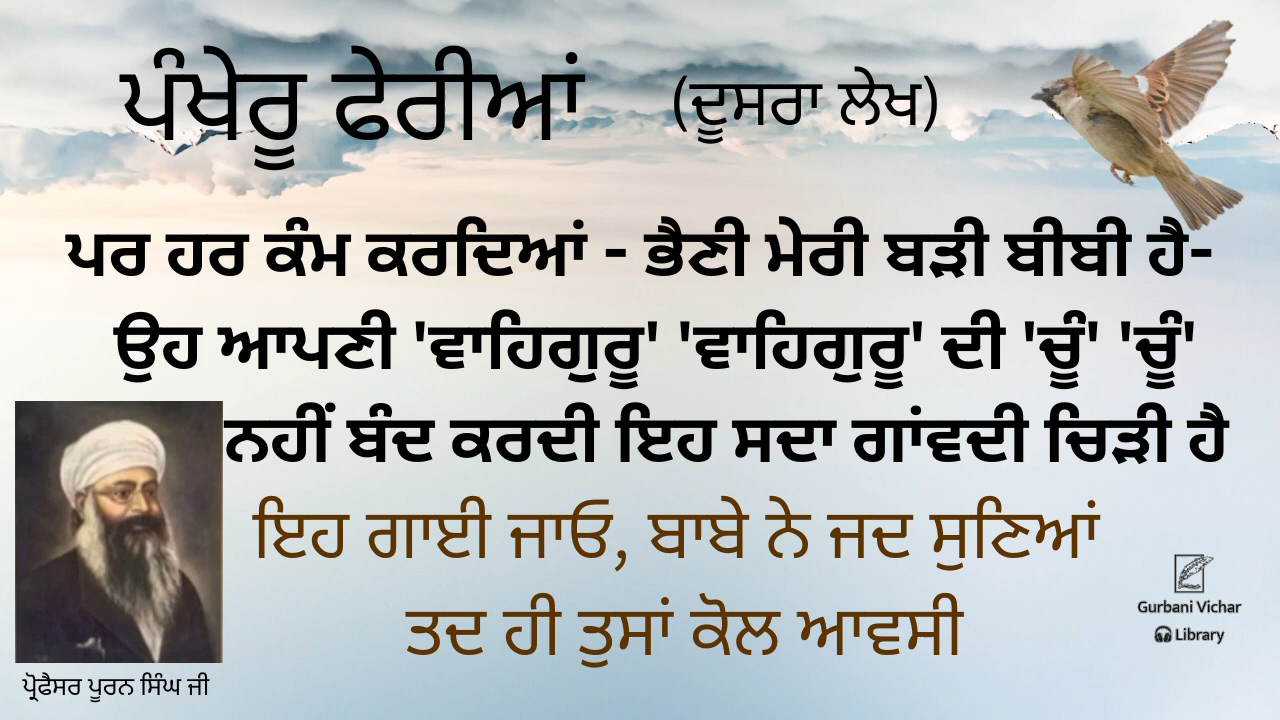 ਪੰਖੇਰੂ ਫੇਰੀਆਂ (ਦੂਸਰਾ ਲੇਖ)
ਪਰ ਹਰ ਕੰਮ ਕਰਦਿਆਂ - ਭੈਣੀ ਮੇਰੀ ਬੜੀ ਬੀਬੀ ਹੈ-
ਉਹ ਆਪਣੀ 'ਵਾਹਿਗੁਰੂ' 'ਵਾਹਿਗੁਰੂ' ਦੀ 'ਚੂੰ' 'ਚੂੰ'
ਨਹੀਂ ਬੰਦ ਕਰਦੀ ਇਹ ਸਦਾ ਗਾਂਵਦੀ ਚਿੜੀ ਹੈ
ਇਹ ਗਾਈ ਜਾਓ, ਬਾਬੇ ਨੇ ਜਦ ਸੁਣਿਆਂ
ਤਦ ਹੀ ਤੁਸਾਂ ਕੋਲ ਆਵਸੀ
ਪ੍ਰੋਫੈਸਰ ਪੂਰਨ ਸਿੰਘ ਜੀ
Gurbani Vichar
Library